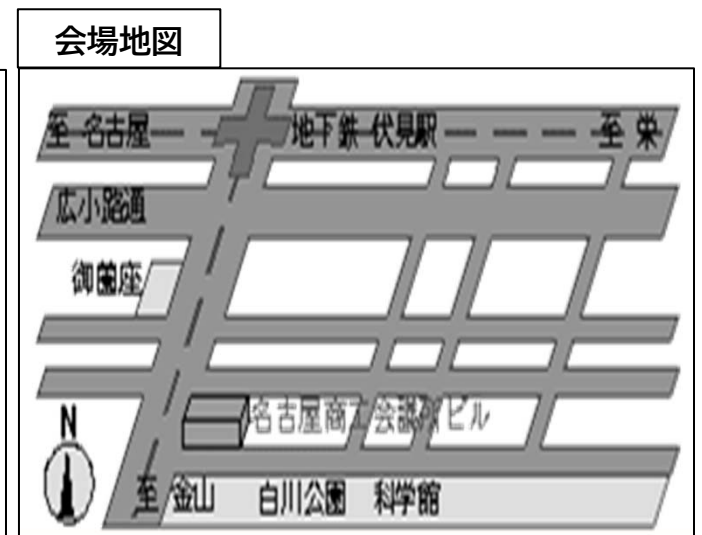 会場地図
至 名古屋 地下鉄 伏見駅 至 栄
広小路通
御園座
名古屋商工会議所ビル
N
至 金山 白川公園 科学館